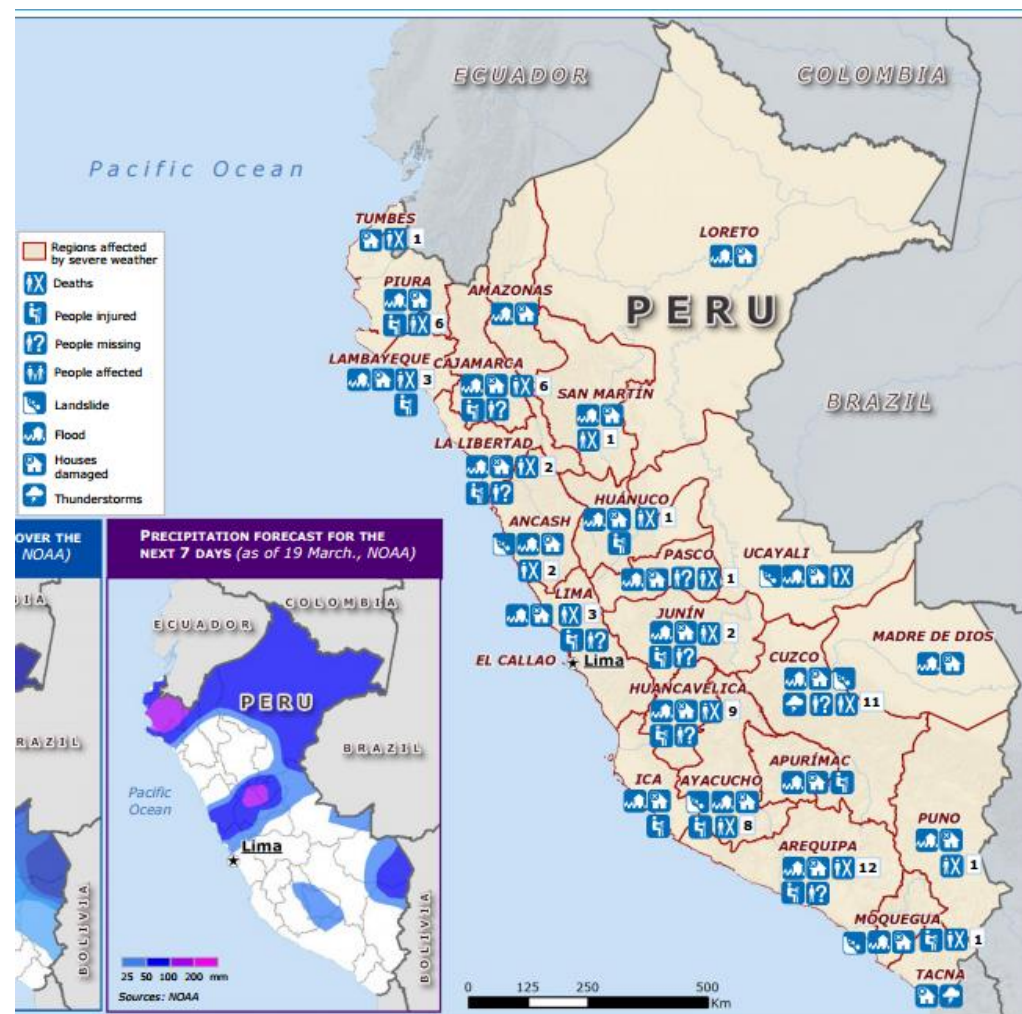 ECUADOR
COLOMBIA
Pacific Ocean
TUMBES
1
LORETO
Regions affected
by severe weather
Deaths
People injured
People missing
People affected
Landslide
Flood
Houses
damaged
Thunderstorms
PIURA
6
AMAZONAS
PERU
LAMBAYEQUE
3
CAJAMARCA
6
SAN MARTÍN
1
BRAZIL
LA LIBERTAD
2
HUÁNUCO
1
ANCASH
2
PASCO
1
UCAYALI
LIMA
3
JUNÍN
2
MADRE DE DIOS
EL CALLAO
Lima
CUZCO
11
HUANCAVELICA
9
APURÍMAC
ICA
AYACUCHO
8
PUNO
1
AREQUIPA
12
MOQUEGUA
1
TACNA
0 125 250 500
Km
OVER THE
NOAA)
RAZIL
BOLIVIA
PRECIPITATION FORECAST FOR THE
NEXT 7 DAYS (as of 19 March., NOAA)
COLOMBIA
ECUADOR
PERU
BRAZIL
Pacific
Ocean
Lima
BOLIVIA
25 50 100 200 mm
Sources: NOAA